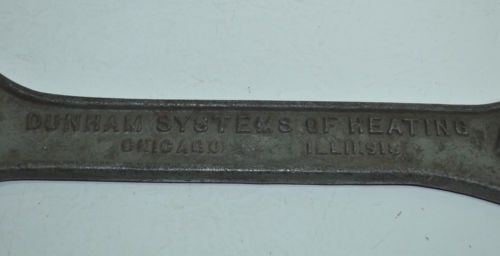 DUNHAM SYSTEMS OF HEATING
CHICAGO ILLINOIS